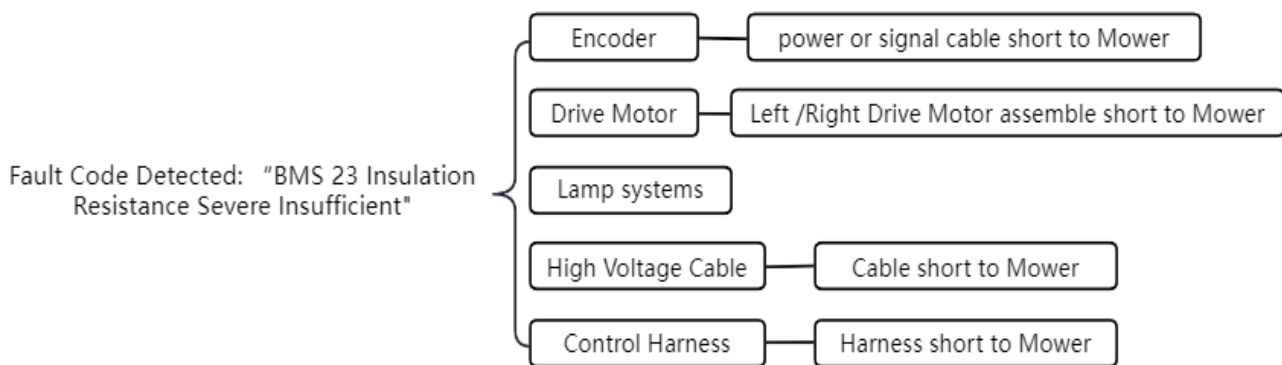 Encoder
power or signal cable short to Mower
Drive Motor
Left /Right Drive Motor assemble short to Mower
Fault Code Detected: “BMS 23 Insulation
Resistance Severe Insufficient"
Lamp systems
High Voltage Cable
Cable short to Mower
Control Harness
Harness short to Mower